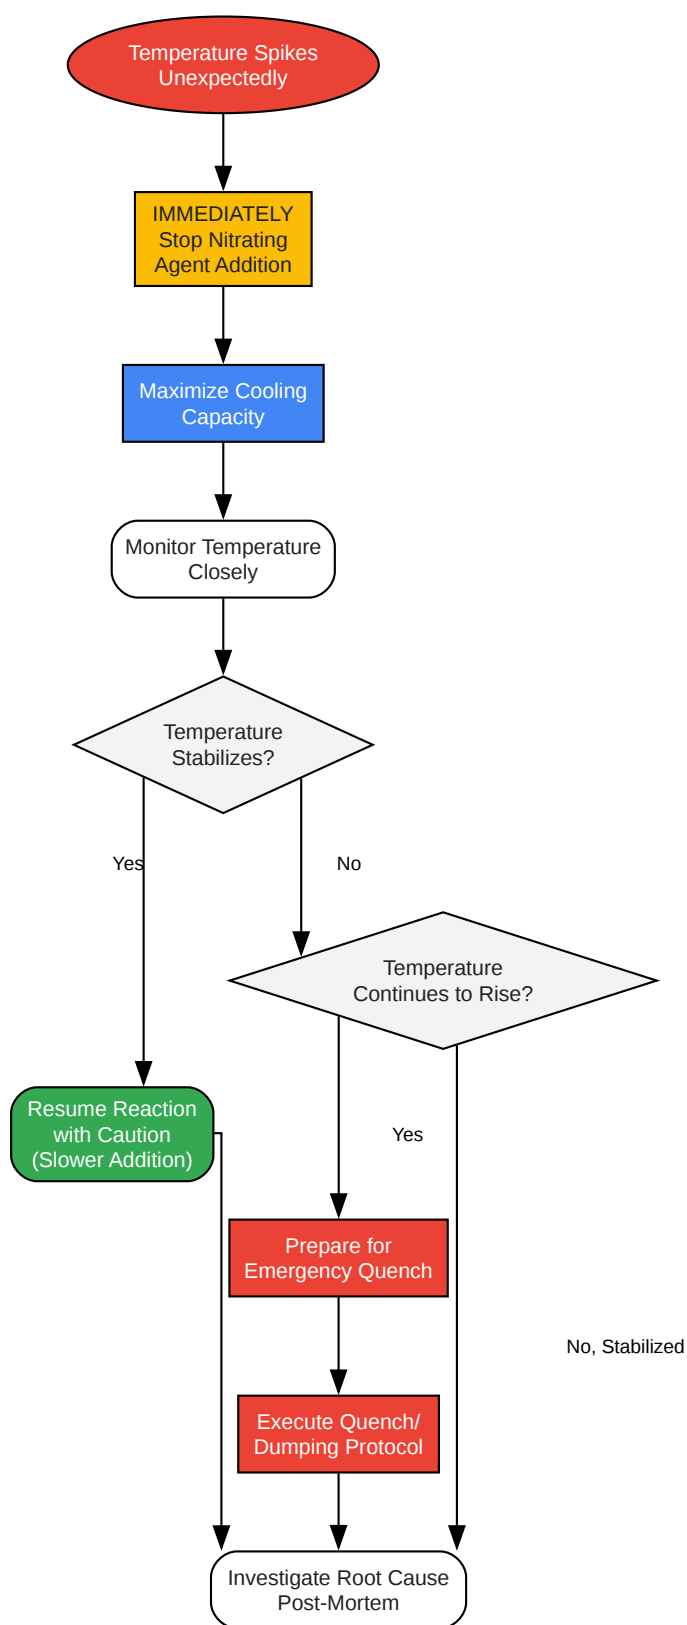 Temperature Spikes
Unexpectedly
IMMEDIATELY
Stop Nitrating
Agent Addition
Maximize Cooling
Capacity
Monitor Temperature
Closely
Temperature
Stabilizes?
Yes
No
Temperature
Continues to Rise?
Resume Reaction
with Caution
(Slower Addition)
Yes
Prepare for
Emergency Quench
No, Stabilized
Execute Quench/
Dumping Protocol
Investigate Root Cause
Post-Mortem